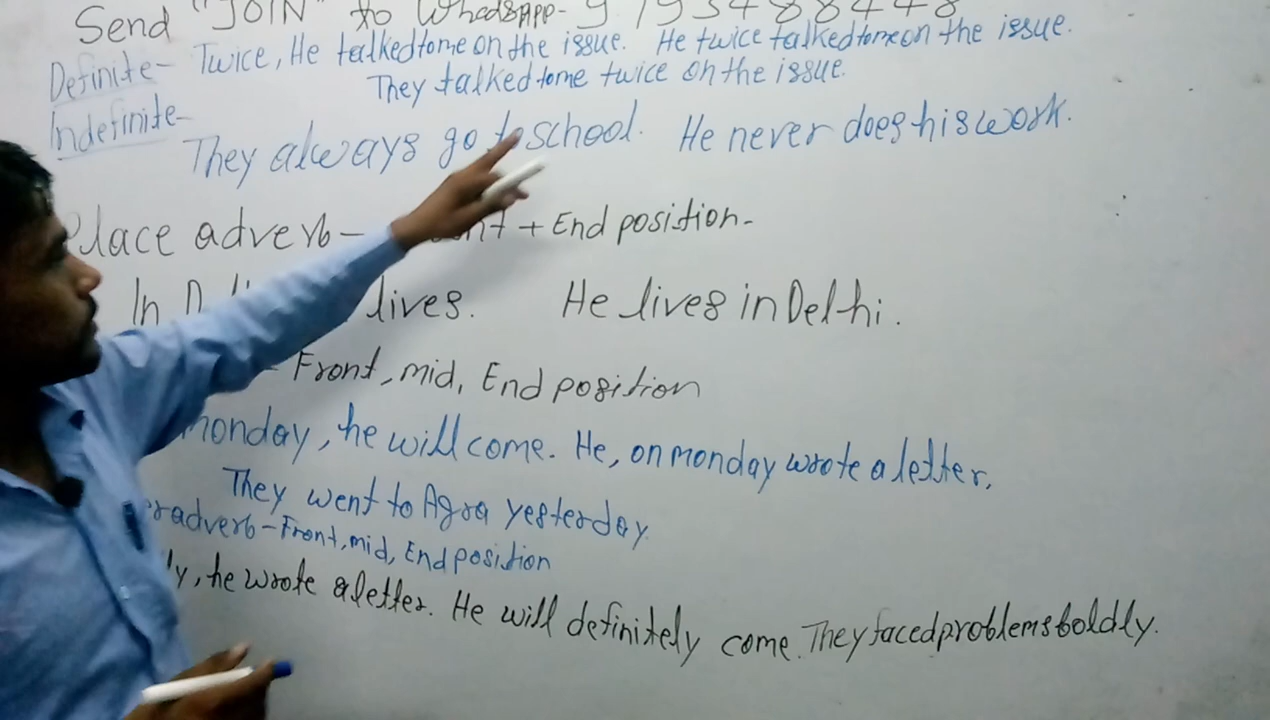 Send "JOIN" to Whatsapp-
Definite- Twice, He talked to me on the issue. He twice talked to me on the issue.
They talked to me twice on the issue.
Indefinite-
They always go to school. He never does his work.
Place adverb- + End position-
In lives. He lives in Delhi.
Front, mid, End position
monday, he will come. He, on monday wrote a letter.
They went to Agra yesterday.
adverb-Front, mid, End position
he wrote a letter. He will definitely come. They faced problems boldly.